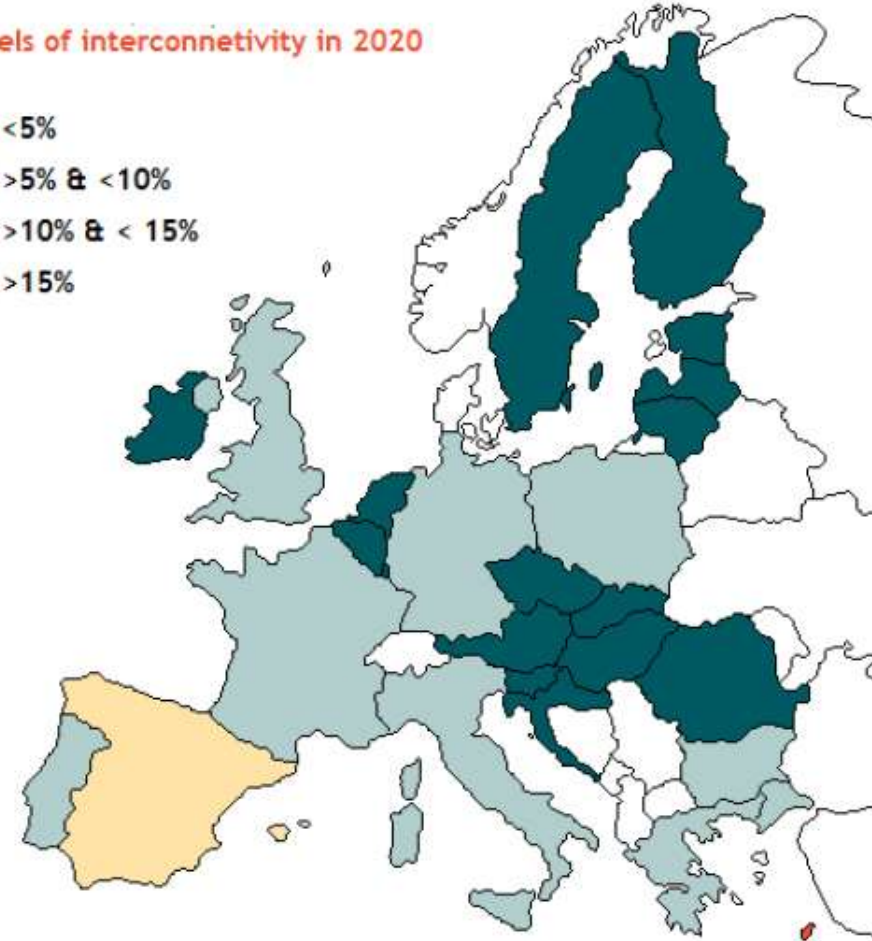 els of interconnetivity in 2020
<5%
>5% & <10%
>10% & < 15%
>15%